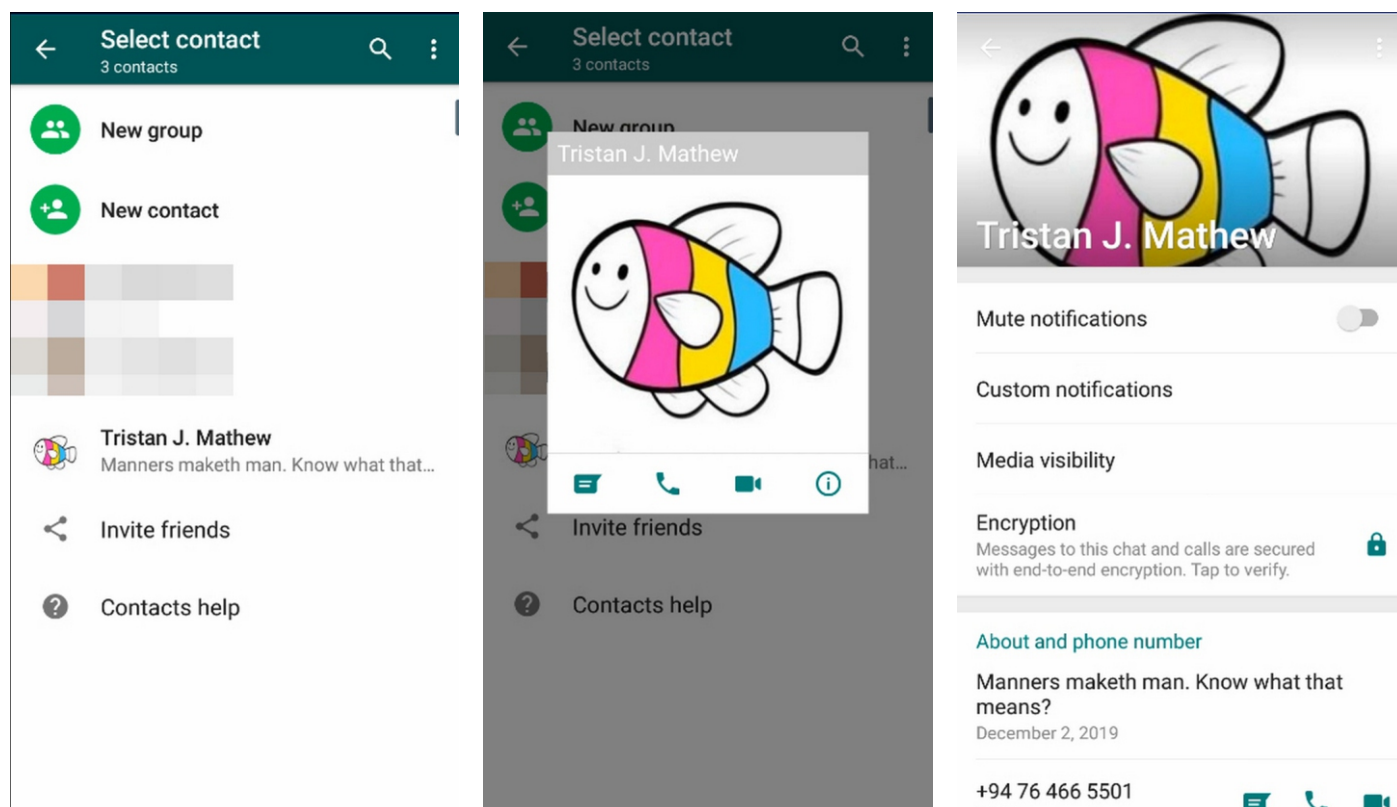 Select contact
3 contacts
New group
New contact
Tristan J. Mathew
Manners maketh man. Know what that...
Invite friends
Contacts help
Select contact
3 contacts
New group
Tristan J. Mathew
hat...
Invite friends
Contacts help
Tristan J. Mathew
Mute notifications
Custom notifications
Media visibility
Encryption
Messages to this chat and calls are secured
with end-to-end encryption. Tap to verify.
About and phone number
Manners maketh man. Know what that
means?
December 2, 2019
+94 76 466 5501